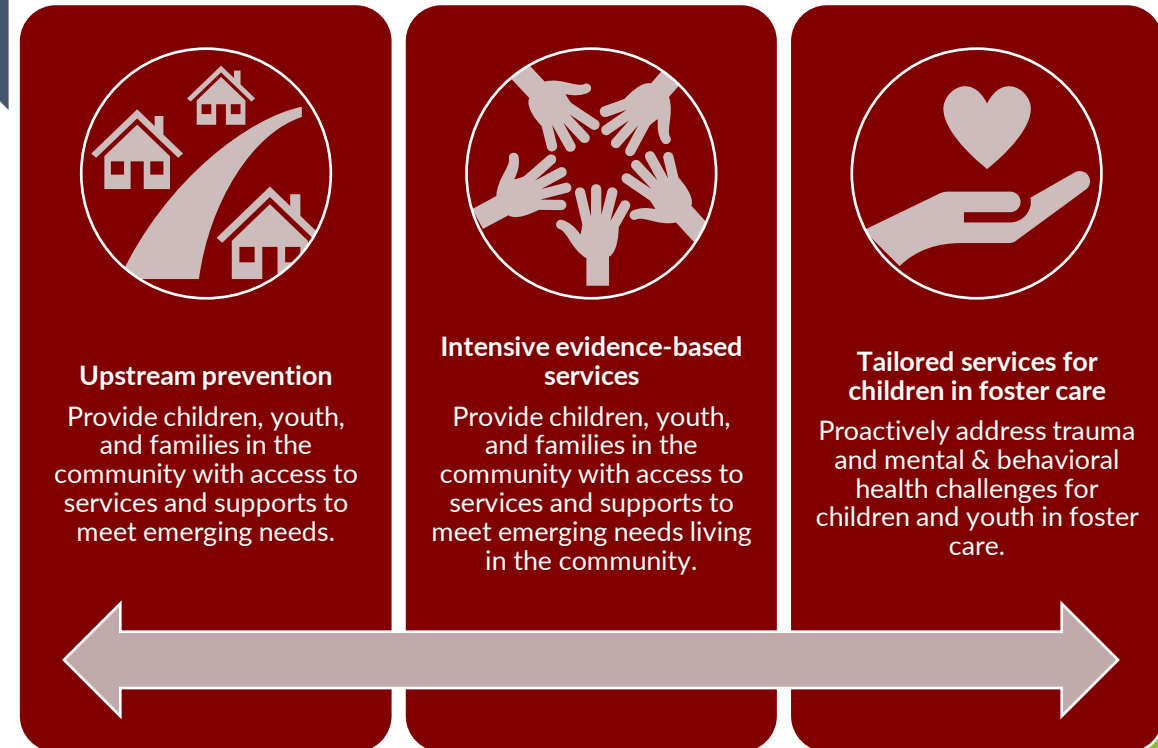 Upstream prevention
Provide children, youth,
and families in the
community with access to
services and supports to
meet emerging needs.
Intensive evidence-based
services
Provide children, youth,
and families in the
community with access to
services and supports to
meet emerging needs living
in the community.
Tailored services for
children in foster care
Proactively address trauma
and mental & behavioral
health challenges for
children and youth in foster
care.